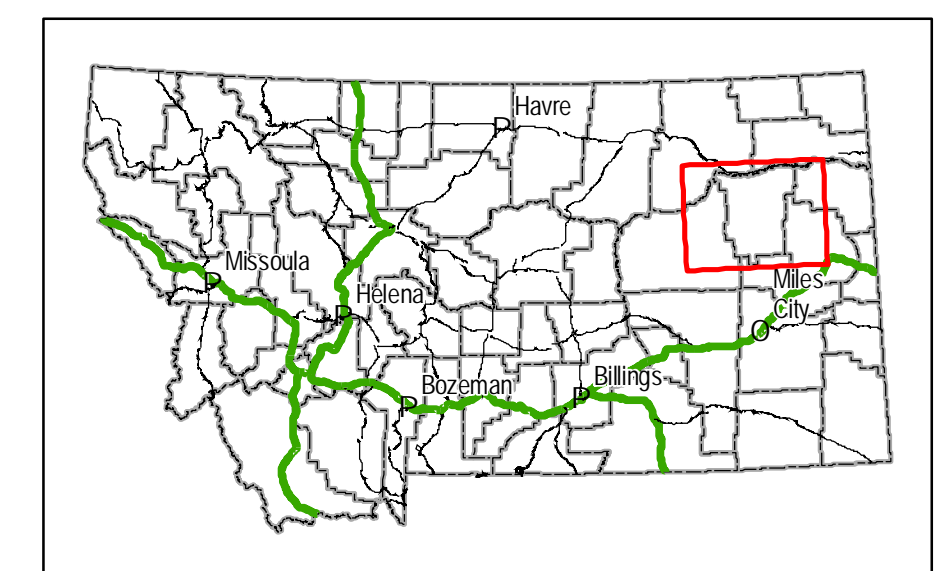 Havre
P
Missoula
P
Helena
P
Miles
City
O
Bozeman
P
Billings
P